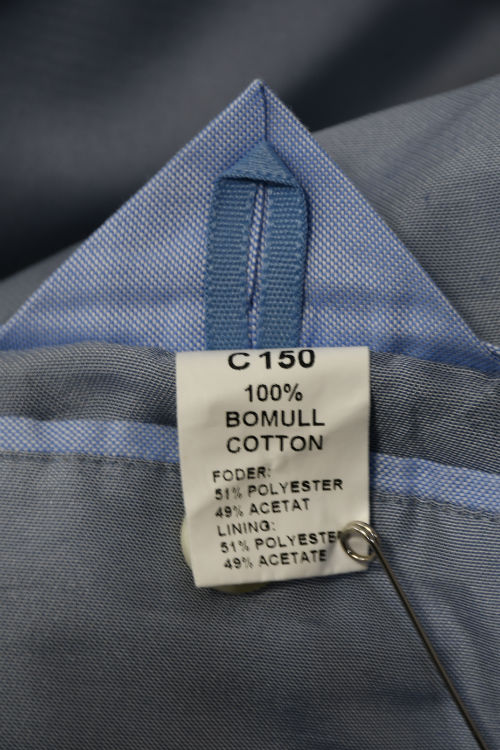 C 150
100%
BOMULL
COTTON
FODER:
51% POLYESTER
49% ACETAT
LINING:
51% POLYESTER
49% ACETATE